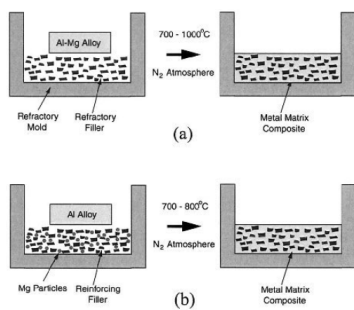 Al-Mg Alloy
700 - 1000°C
N2 Atmosphere
Refractory
Mold
Refractory
Filler
Metal Matrix
Composite
(a)
Al Alloy
700 - 800°C
N2 Atmosphere
Mg Particles
Reinforcing
Filler
Metal Matrix
Composite
(b)